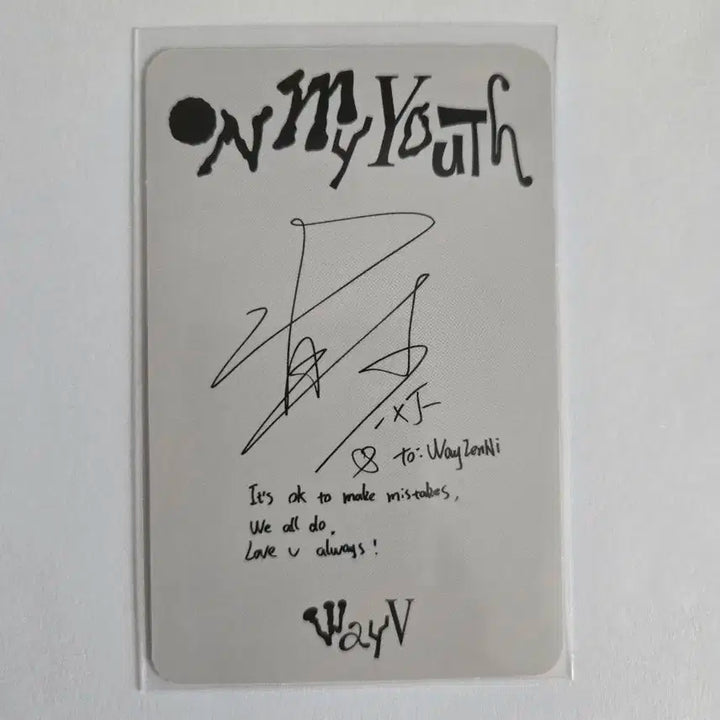 ON MY YOUTH
-XJ-
to: WayZenNi
It's ok to make mistakes,
We all do.
Love u always!
WayV